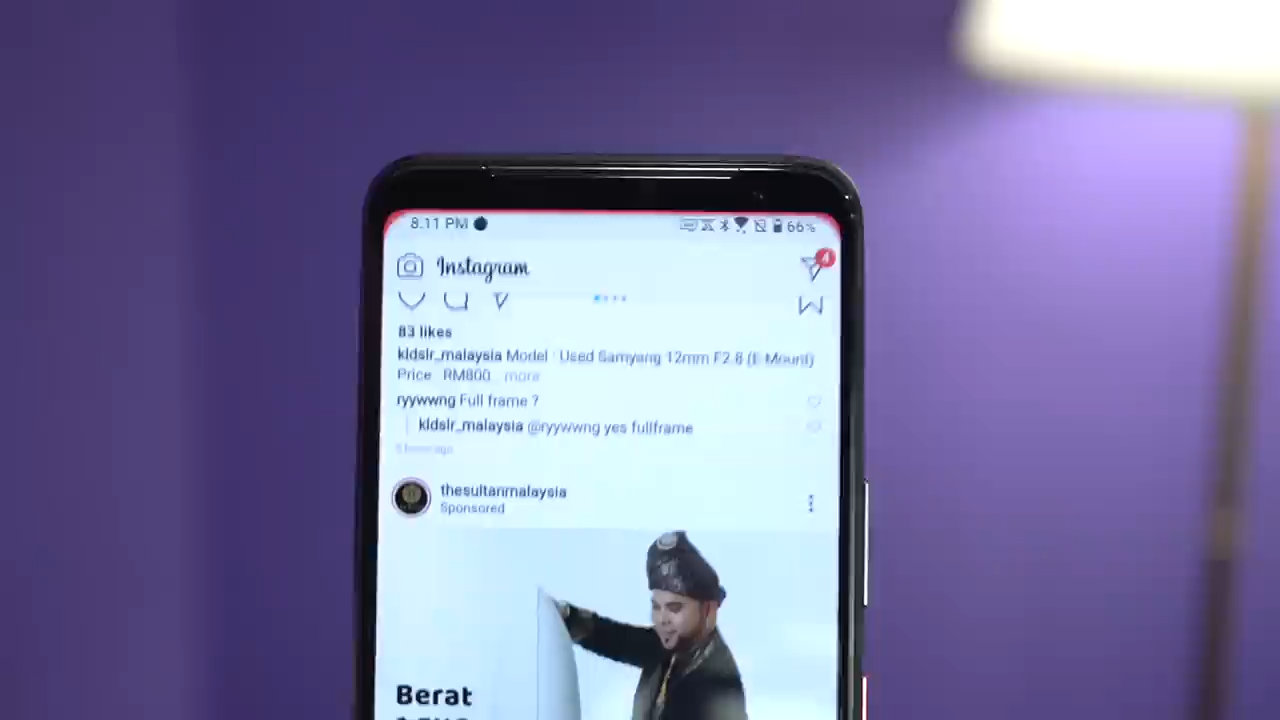 8.11 PM
66%
Instagram
4
83 likes
kldslr_malaysia Model : Used Samyang 12mm F2.8 (E-Mount)
Price : RM800... more
ryywwng Full frame ?
kldslr_malaysia @ryywwng yes fullframe
thesultanmalaysia
Sponsored
Berat